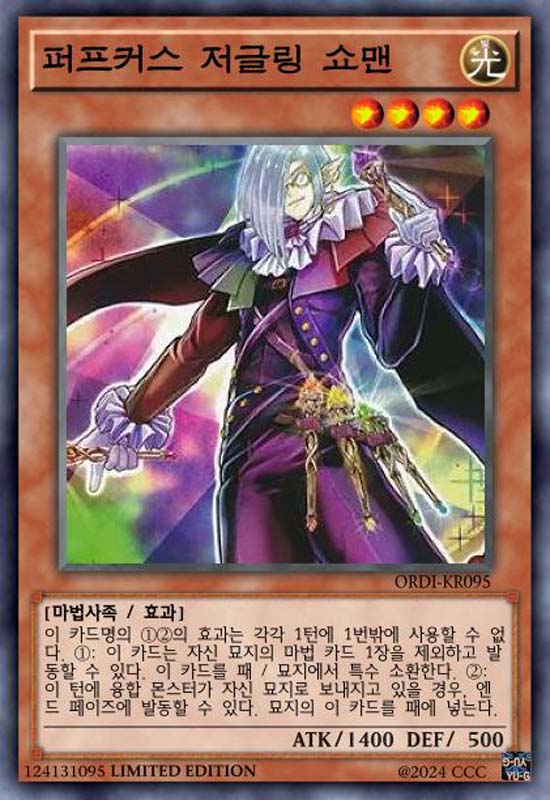 퍼프커스 저글링 쇼맨
光
ORDI-KR095
[마법사족 / 효과]
이 카드명의 ①②의 효과는 각각 1턴에 1번밖에 사용할 수 없
다. ①: 이 카드는 자신 묘지의 마법 카드 1장을 제외하고 발
동할 수 있다. 이 카드를 패 / 묘지에서 특수 소환한다. ②:
이 턴에 융합 몬스터가 자신 묘지로 보내지고 있을 경우, 엔
드 페이즈에 발동할 수 있다. 묘지의 이 카드를 패에 넣는다.
ATK/1400 DEF/ 500
124131095 LIMITED EDITION ©2024 CCC